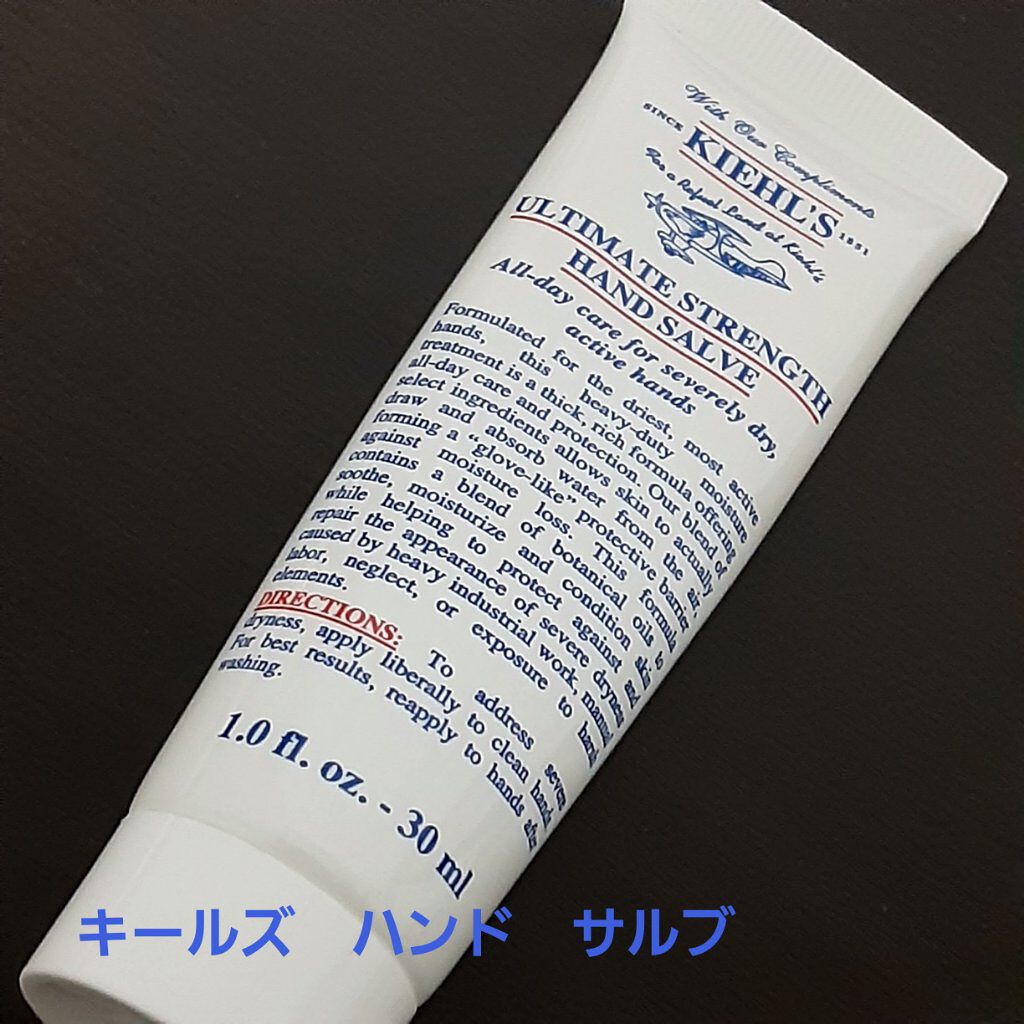 With Our Compliments
SINCE KIEHL'S 1851
For a Refuel Land at Kiehl's
ULTIMATE STRENGTH
HAND SALVE
All-day care for severely dry,
active hands
Formulated for the driest, most active
hands, this heavy-duty moisture
treatment is a thick, rich formula offering
all-day care and protection. Our blend of
select ingredients allows skin to actually
draw and absorb water from the air,
forming a "glove-like" protective barrier
against moisture loss. This formula
contains a blend of botanical oils to
soothe, moisturize and condition skin
while helping to protect against and
repair the appearance of severe dryness
caused by heavy industrial work, manual
labor, neglect, or exposure to harsh
elements.
DIRECTIONS: To address severe
dryness, apply liberally to clean hands.
For best results, reapply to hands after
washing.
1.0 fl. oz. - 30 ml
キールズ ハンド サルブ